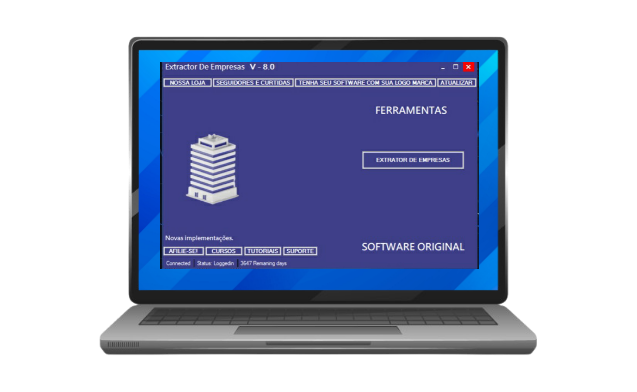 Extractor De Empresas V - 8.0
NOSSA LOJA SEGUIDORES E CURTIDAS TENHA SEU SOFTWARE COM SUA LOGO MARCA ATUALIZAR
FERRAMENTAS
EXTRATOR DE EMPRESAS
Novas implementações.
AFILIE-SE! CURSOS TUTORIAIS SUPORTE
SOFTWARE ORIGINAL
Connected Status: Loggedin 3647 Remaning days